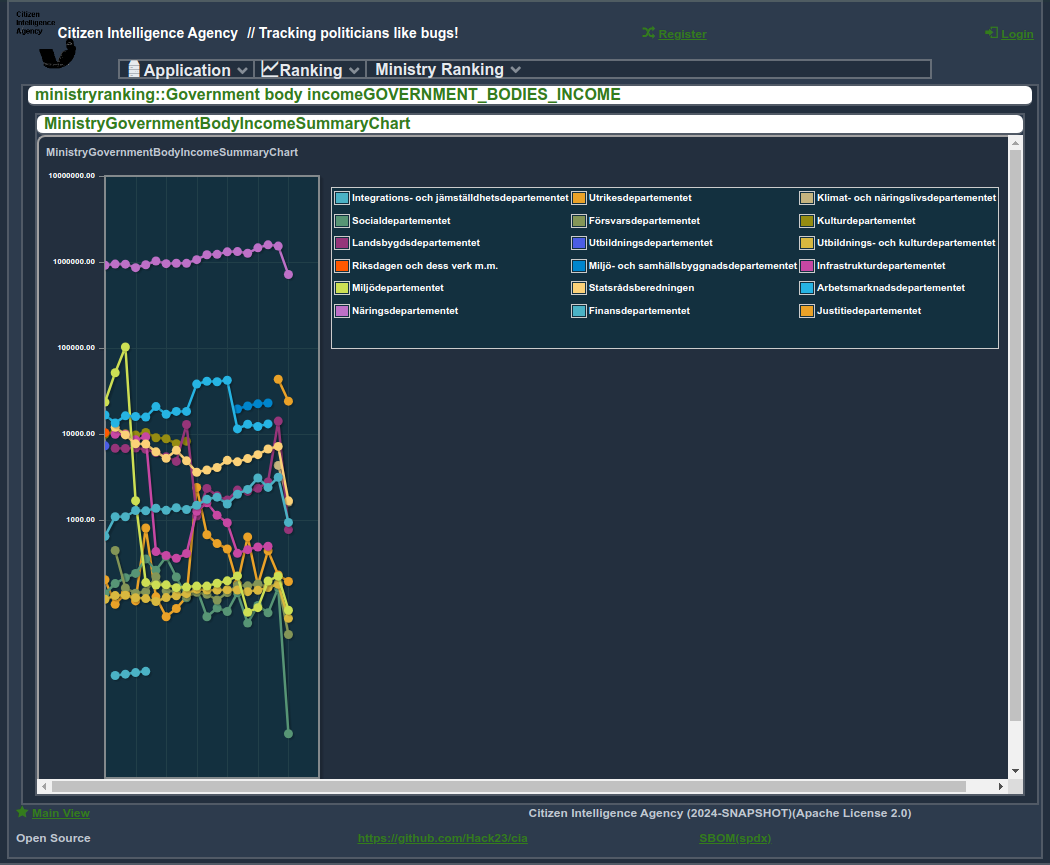 Citizen
Intelligence
Agency
Citizen Intelligence Agency // Tracking politicians like bugs!
Register
Login
Application
Ranking
Ministry Ranking
ministryranking::Government body incomeGOVERNMENT_BODIES_INCOME
MinistryGovernmentBodyIncomeSummaryChart
MinistryGovernmentBodyIncomeSummaryChart
10000000.00
1000000.00
100000.00
10000.00
1000.00
Integrations- och jämställdhetsdepartementet Utrikesdepartementet Klimat- och näringslivsdepartementet
Socialdepartementet Försvarsdepartementet Kulturdepartementet
Landsbygdsdepartementet Utbildningsdepartementet Utbildnings- och kulturdepartementet
Riksdagen och dess verk m.m. Miljö- och samhällsbyggnadsdepartementet Infrastrukturdepartementet
Miljödepartementet Statsrådsberedningen Arbetsmarknadsdepartementet
Näringsdepartementet Finansdepartementet Justitiedepartementet
Main View
Citizen Intelligence Agency (2024-SNAPSHOT)(Apache License 2.0)
Open Source
https://github.com/Hack23/cia
SBOM(spdx)